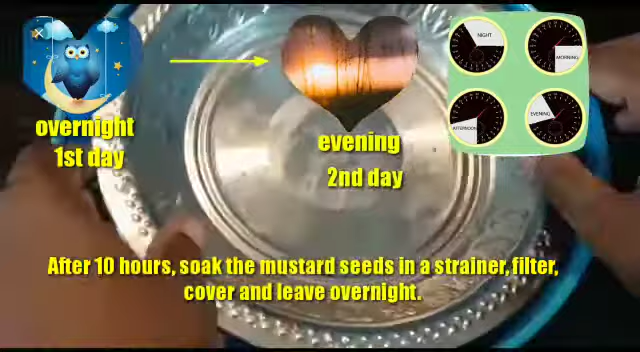 overnight
1st day
evening
2nd day
NIGHT
MORNING
AFTERNOON
EVENING
After 10 hours, soak the mustard seeds in a strainer, filter,
cover and leave overnight.